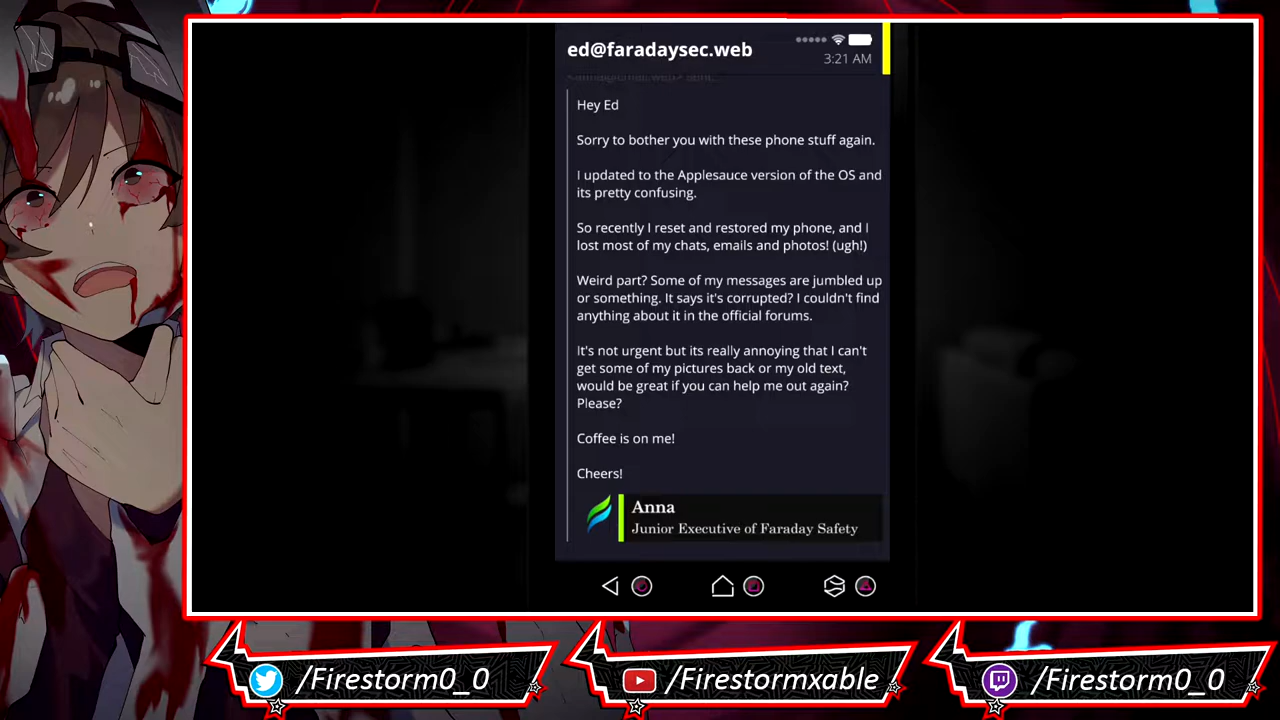 ed@faradaysec.web
3:21 AM
Hey Ed
Sorry to bother you with these phone stuff again.
I updated to the Applesauce version of the OS and
its pretty confusing.
So recently I reset and restored my phone, and I
lost most of my chats, emails and photos! (ugh!)
Weird part? Some of my messages are jumbled up
or something. It says it's corrupted? I couldn't find
anything about it in the official forums.
It's not urgent but its really annoying that I can't
get some of my pictures back or my old text,
would be great if you can help me out again?
Please?
Coffee is on me!
Cheers!
Anna
Junior Executive of Faraday Safety
/Firestorm0_0
/Firestormxable
/Firestorm0_0